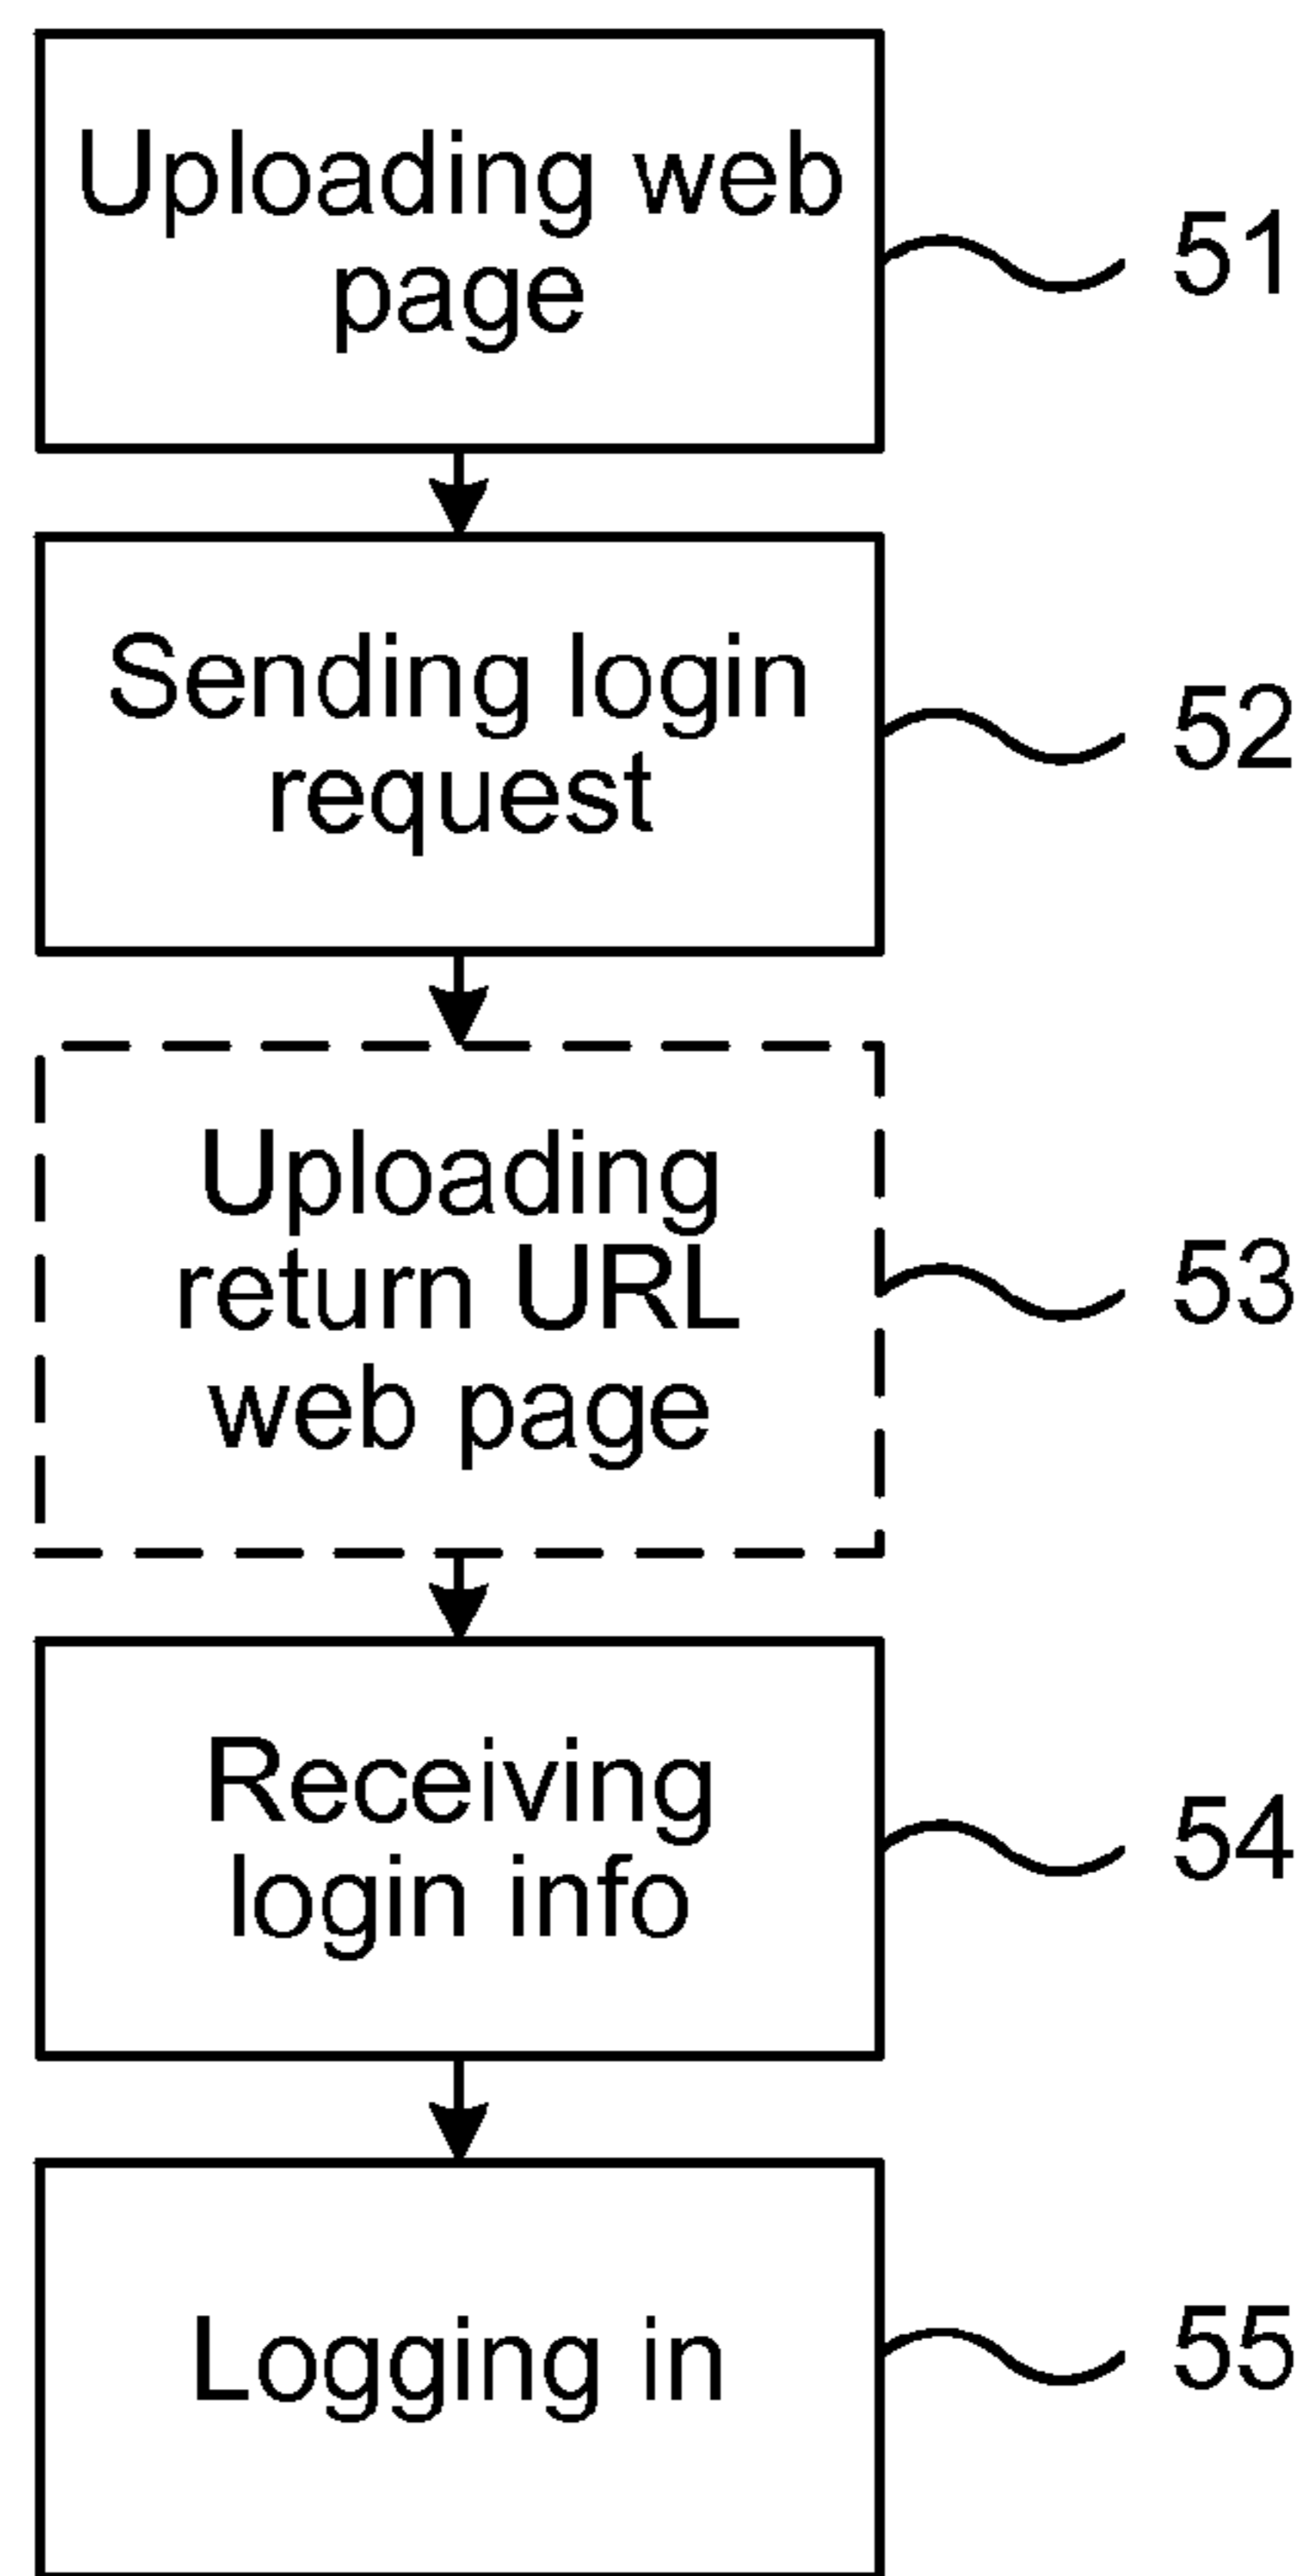 Uploading web
page
51
Sending login
request
52
Uploading
return URL
web page
53
Receiving
login info
54
Logging in
55